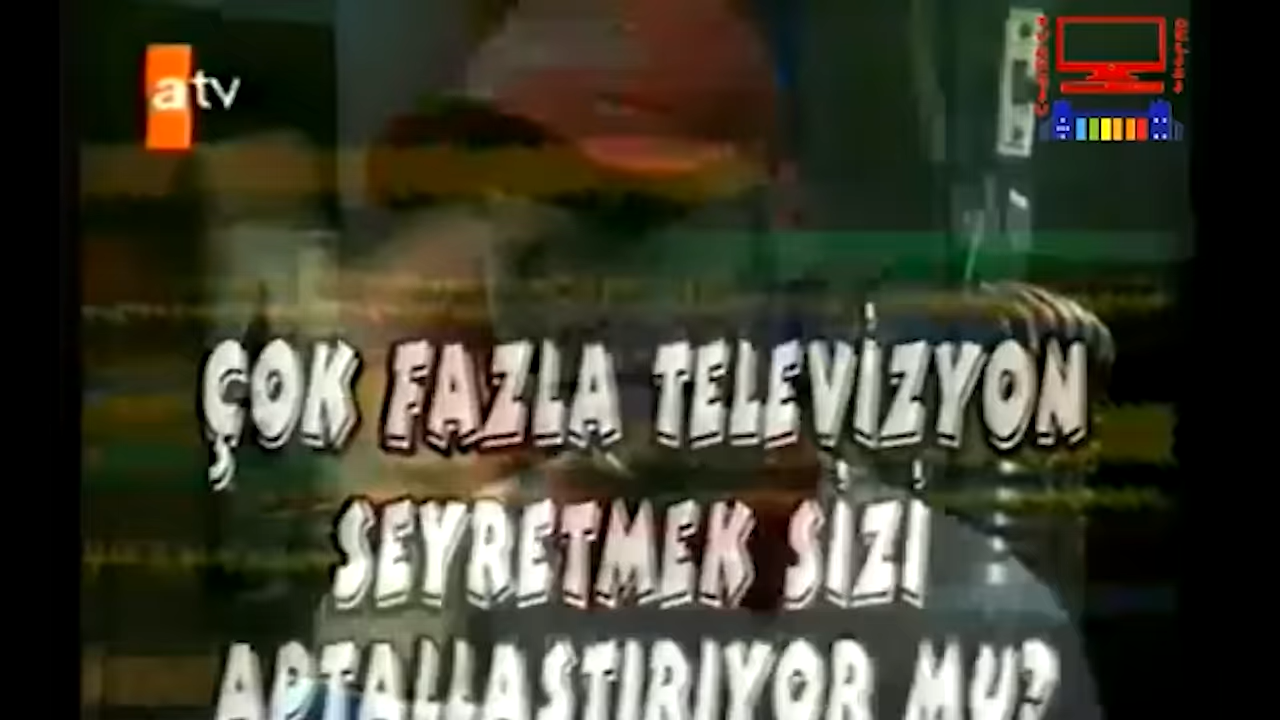 atv
ÇOK FAZLA TELEVİZYON
SEYRETMEK SİZİ
APTALLAŞTIRIYOR MU?